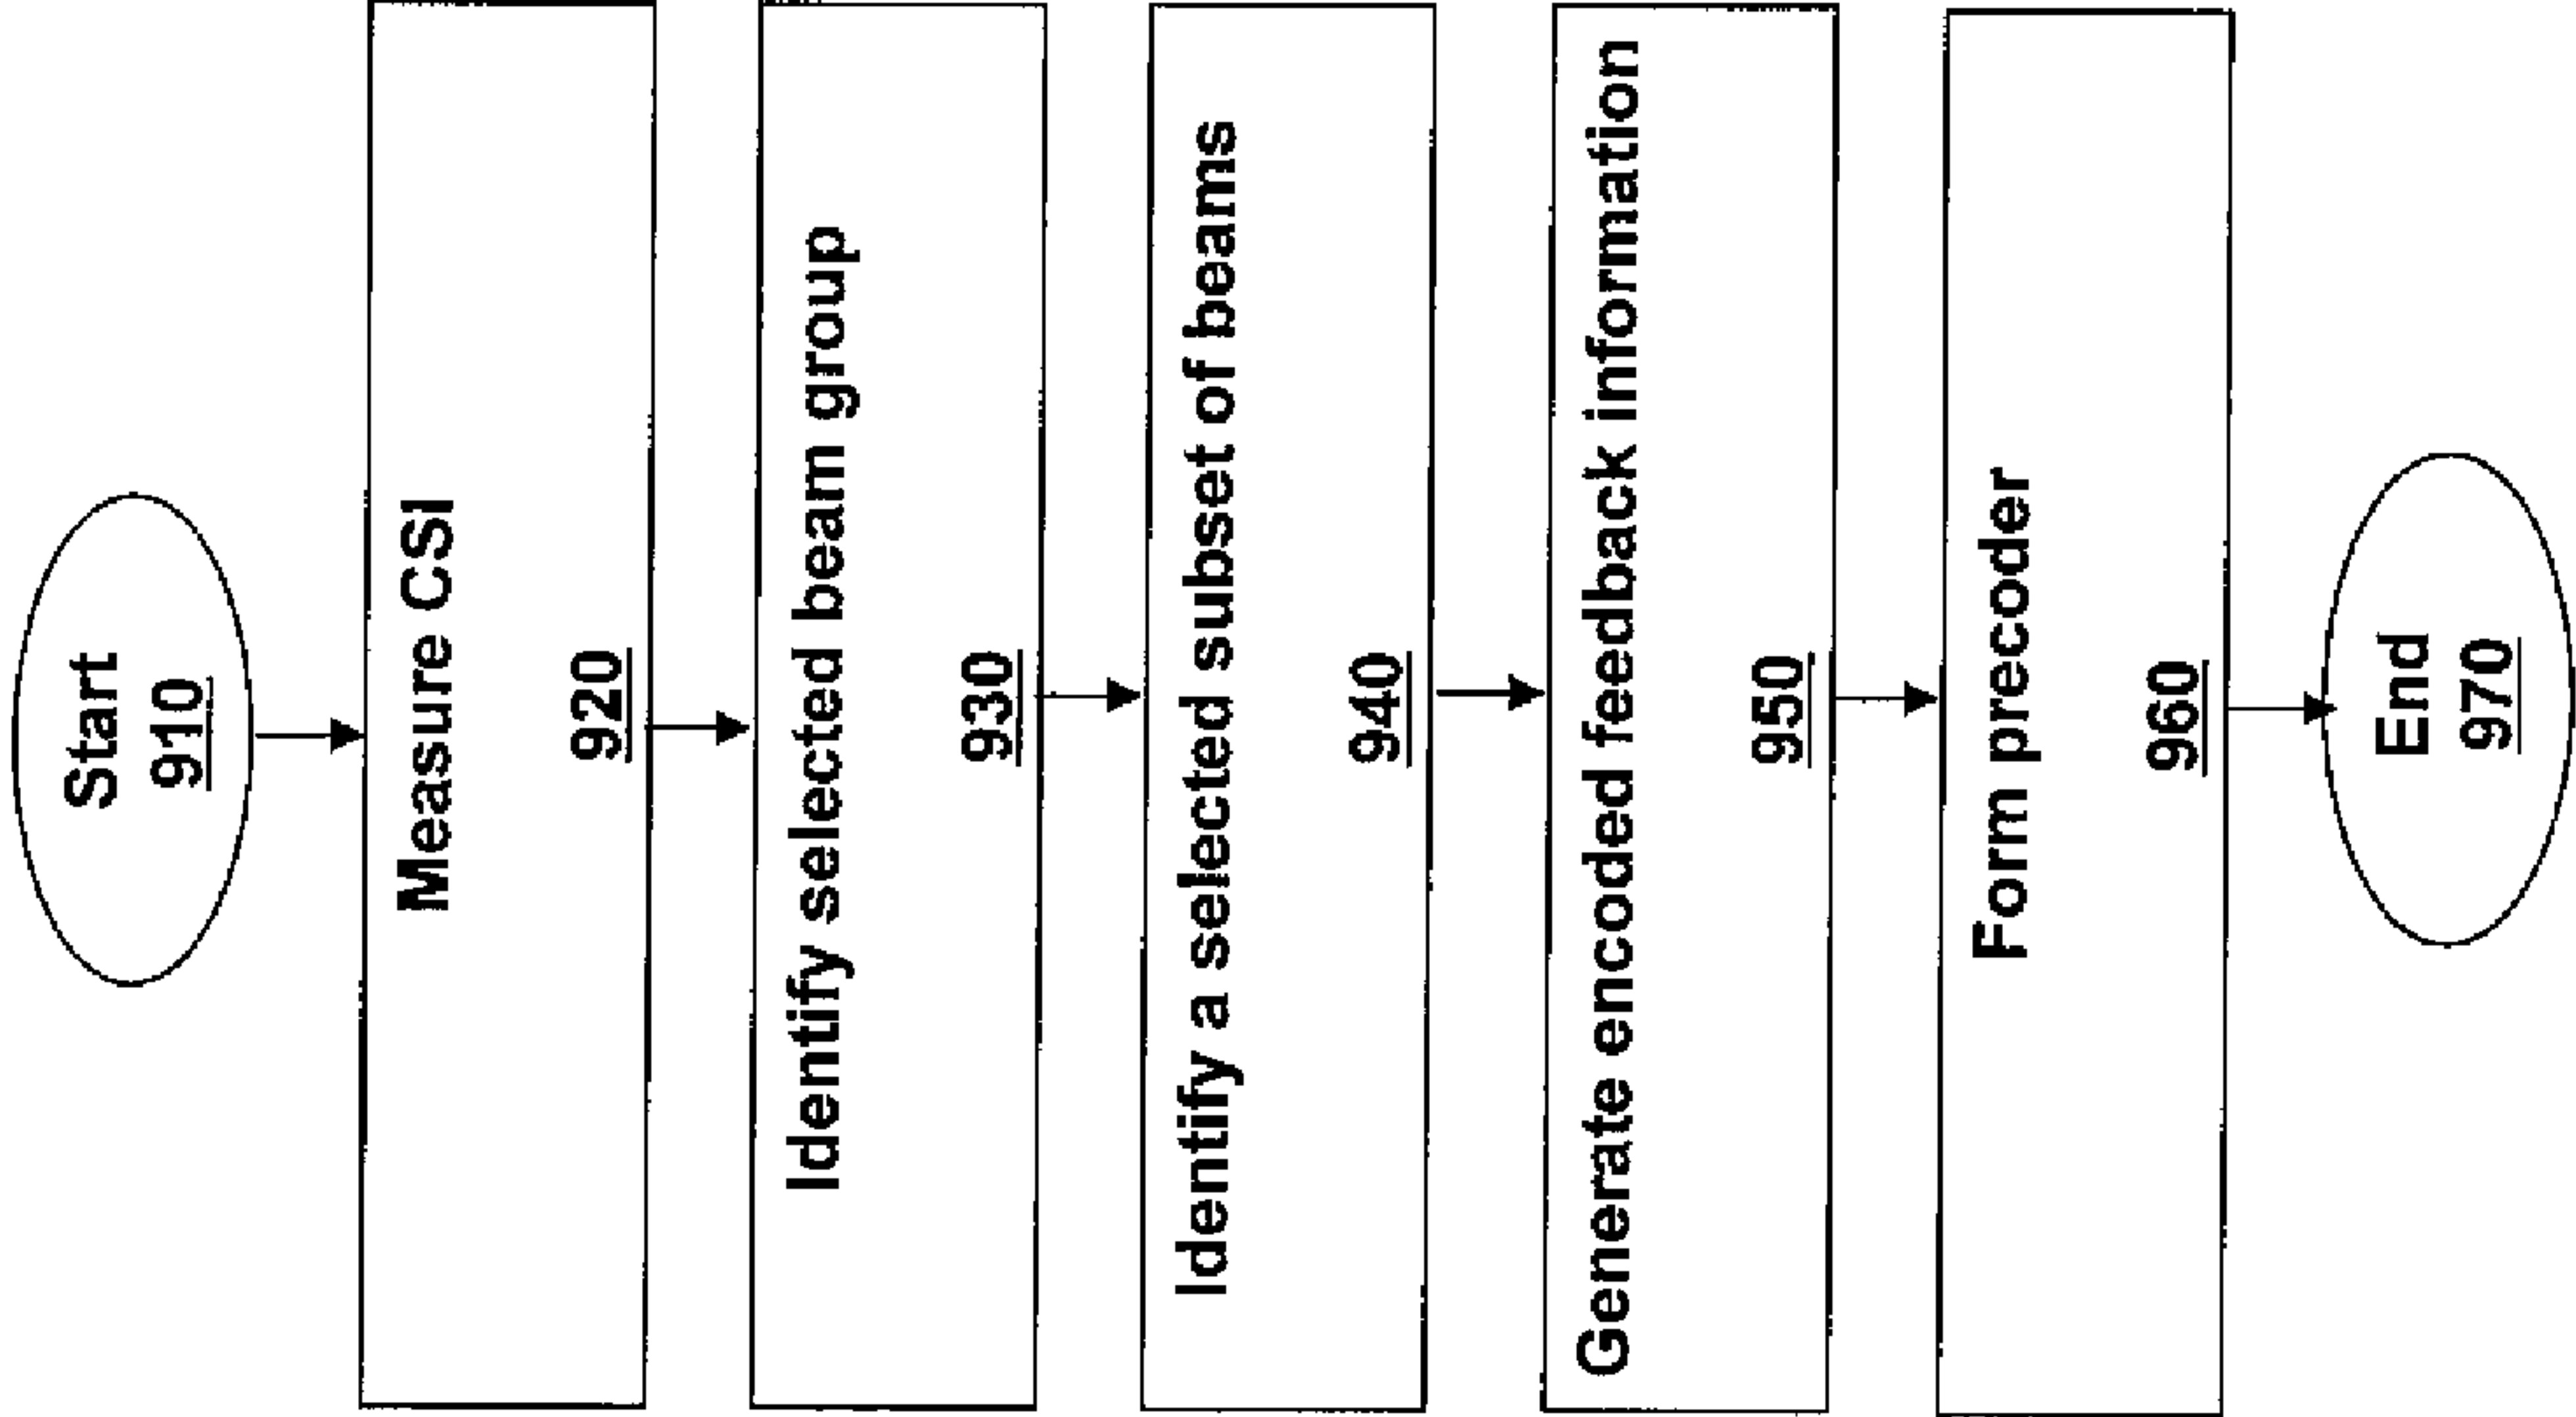 Start
910
Measure CSI
920
Identify selected beam group
930
Identify a selected subset of beams
940
Generate encoded feedback information
950
Form precoder
960
End
970